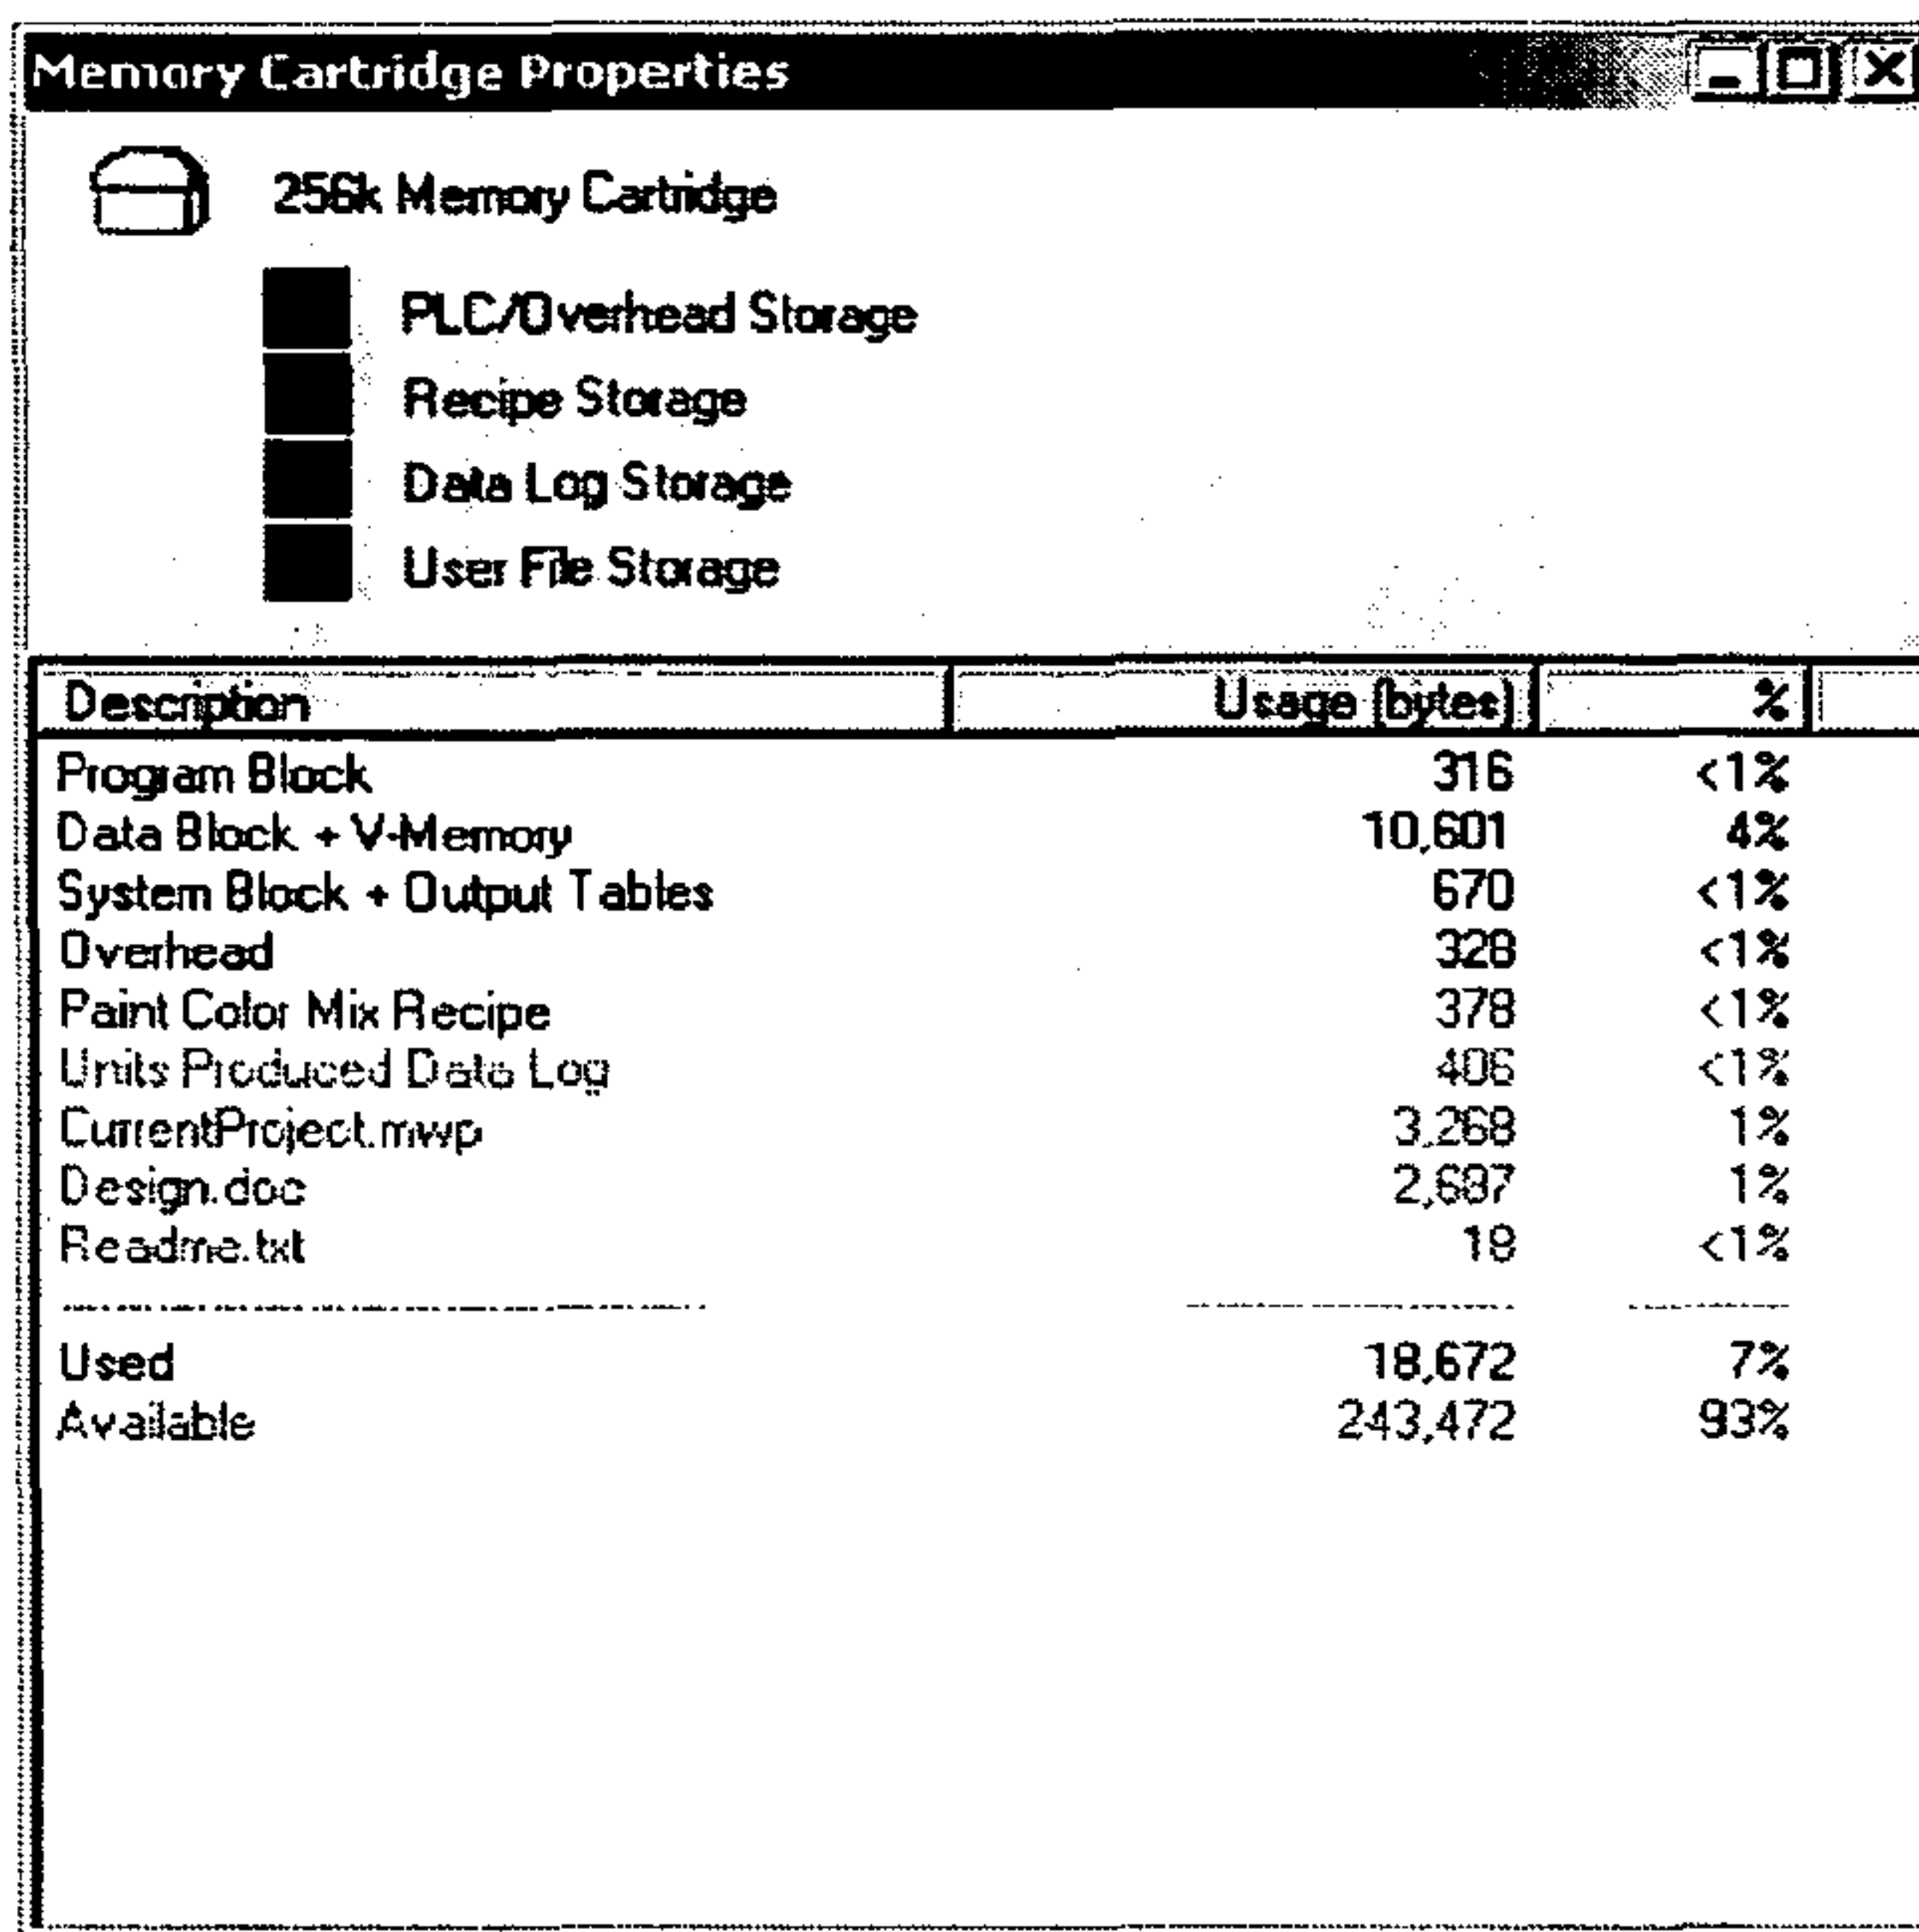 Memory Cartridge Properties
256k Memory Cartridge
PLC/Overhead Storage
Recipe Storage
Data Log Storage
User File Storage
Description Usage (bytes) %
Program Block 316 <1%
Data Block + V-Memory 10,601 4%
System Block + Output Tables 670 <1%
Overhead 328 <1%
Paint Color Mix Recipe 378 <1%
Units Produced Data Log 406 <1%
CurrentProject.mwp 3,268 1%
Design.doc 2,687 1%
Readme.txt 18 <1%
Used 18,672 7%
Available 243,472 93%